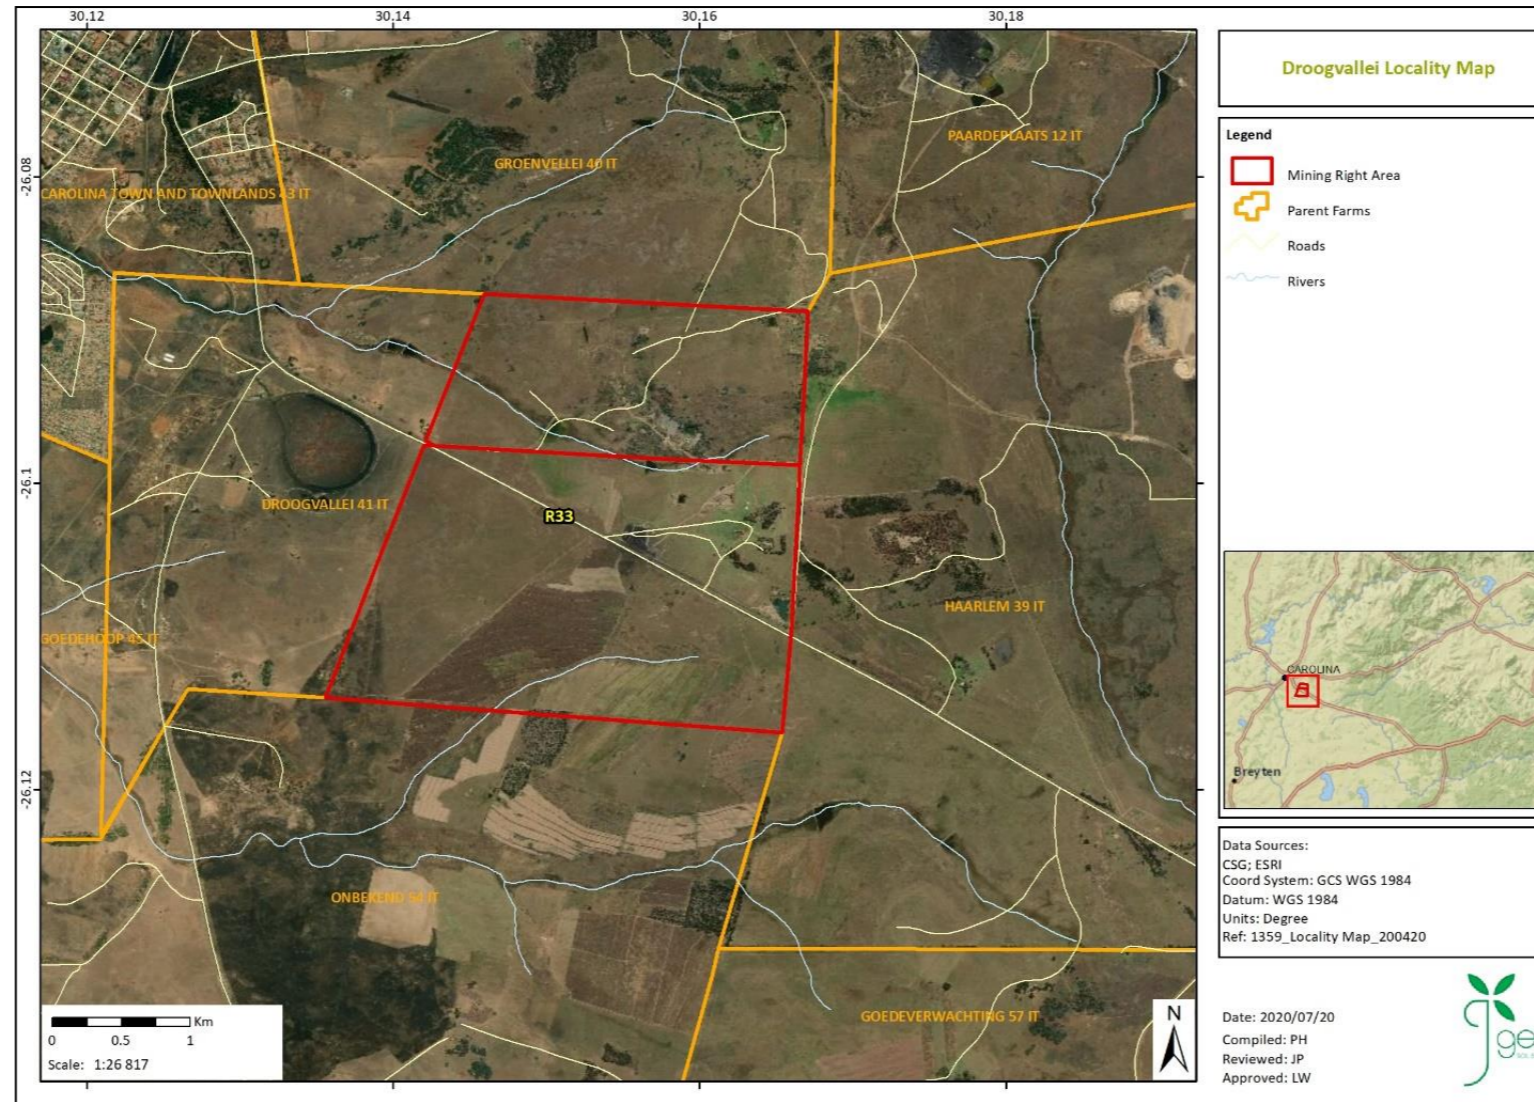 30.12
30.14
30.16
30.18
Droogvallei Locality Map
-26.08
-26.1
-26.12
PAARDEPLAATS 12 IT
GROENVELLEI 40 IT
CAROLINA TOWN AND TOWNLANDS 43 IT
DROOGVALLEI 41 IT
R33
HAARLEM 39 IT
GOEDEHOOP 45 IT
ONBEKEND 54 IT
GOEDEVERWACHTING 57 IT
Km
0 0.5 1
Scale: 1:26 817
N
Legend
Mining Right Area
Parent Farms
Roads
Rivers
CAROLINA
Breyten
Data Sources:
CSG; ESRI
Coord System: GCS WGS 1984
Datum: WGS 1984
Units: Degree
Ref: 1359_Locality Map_200420
Date: 2020/07/20
Compiled: PH
Reviewed: JP
Approved: LW